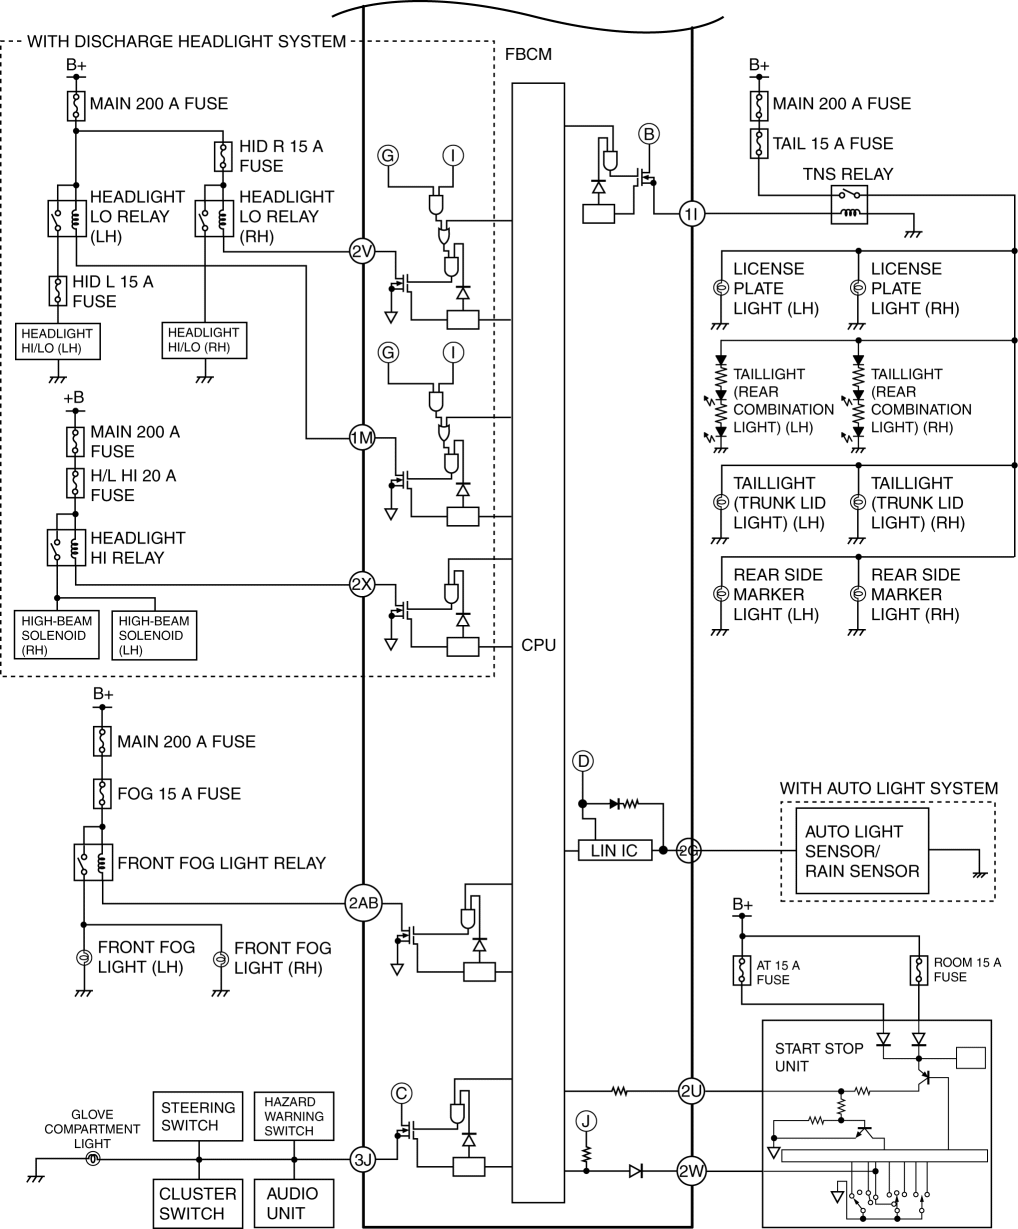 WITH DISCHARGE HEADLIGHT SYSTEM
B+
MAIN 200 A FUSE
HID R 15 A
FUSE
HEADLIGHT
LO RELAY
(LH)
HEADLIGHT
LO RELAY
(RH)
HID L 15 A
FUSE
HEADLIGHT
HI/LO (LH)
HEADLIGHT
HI/LO (RH)
+B
MAIN 200 A
FUSE
H/L HI 20 A
FUSE
HEADLIGHT
HI RELAY
HIGH-BEAM
SOLENOID
(RH)
HIGH-BEAM
SOLENOID
(LH)
G
I
2V
G
I
1M
2X
FBCM
CPU
B
1I
B+
MAIN 200 A FUSE
TAIL 15 A FUSE
TNS RELAY
LICENSE
PLATE
LIGHT (LH)
LICENSE
PLATE
LIGHT (RH)
TAILLIGHT
(REAR
COMBINATION
LIGHT) (LH)
TAILLIGHT
(REAR
COMBINATION
LIGHT) (RH)
TAILLIGHT
(TRUNK LID
LIGHT) (LH)
TAILLIGHT
(TRUNK LID
LIGHT) (RH)
REAR SIDE
MARKER
LIGHT (LH)
REAR SIDE
MARKER
LIGHT (RH)
B+
MAIN 200 A FUSE
FOG 15 A FUSE
FRONT FOG LIGHT RELAY
2AB
FRONT FOG
LIGHT (LH)
FRONT FOG
LIGHT (RH)
D
LIN IC
2G
WITH AUTO LIGHT SYSTEM
AUTO LIGHT
SENSOR/
RAIN SENSOR
B+
AT 15 A
FUSE
ROOM 15 A
FUSE
START STOP
UNIT
2U
J
2W
C
3J
GLOVE
COMPARTMENT
LIGHT
STEERING
SWITCH
HAZARD
WARNING
SWITCH
CLUSTER
SWITCH
AUDIO
UNIT